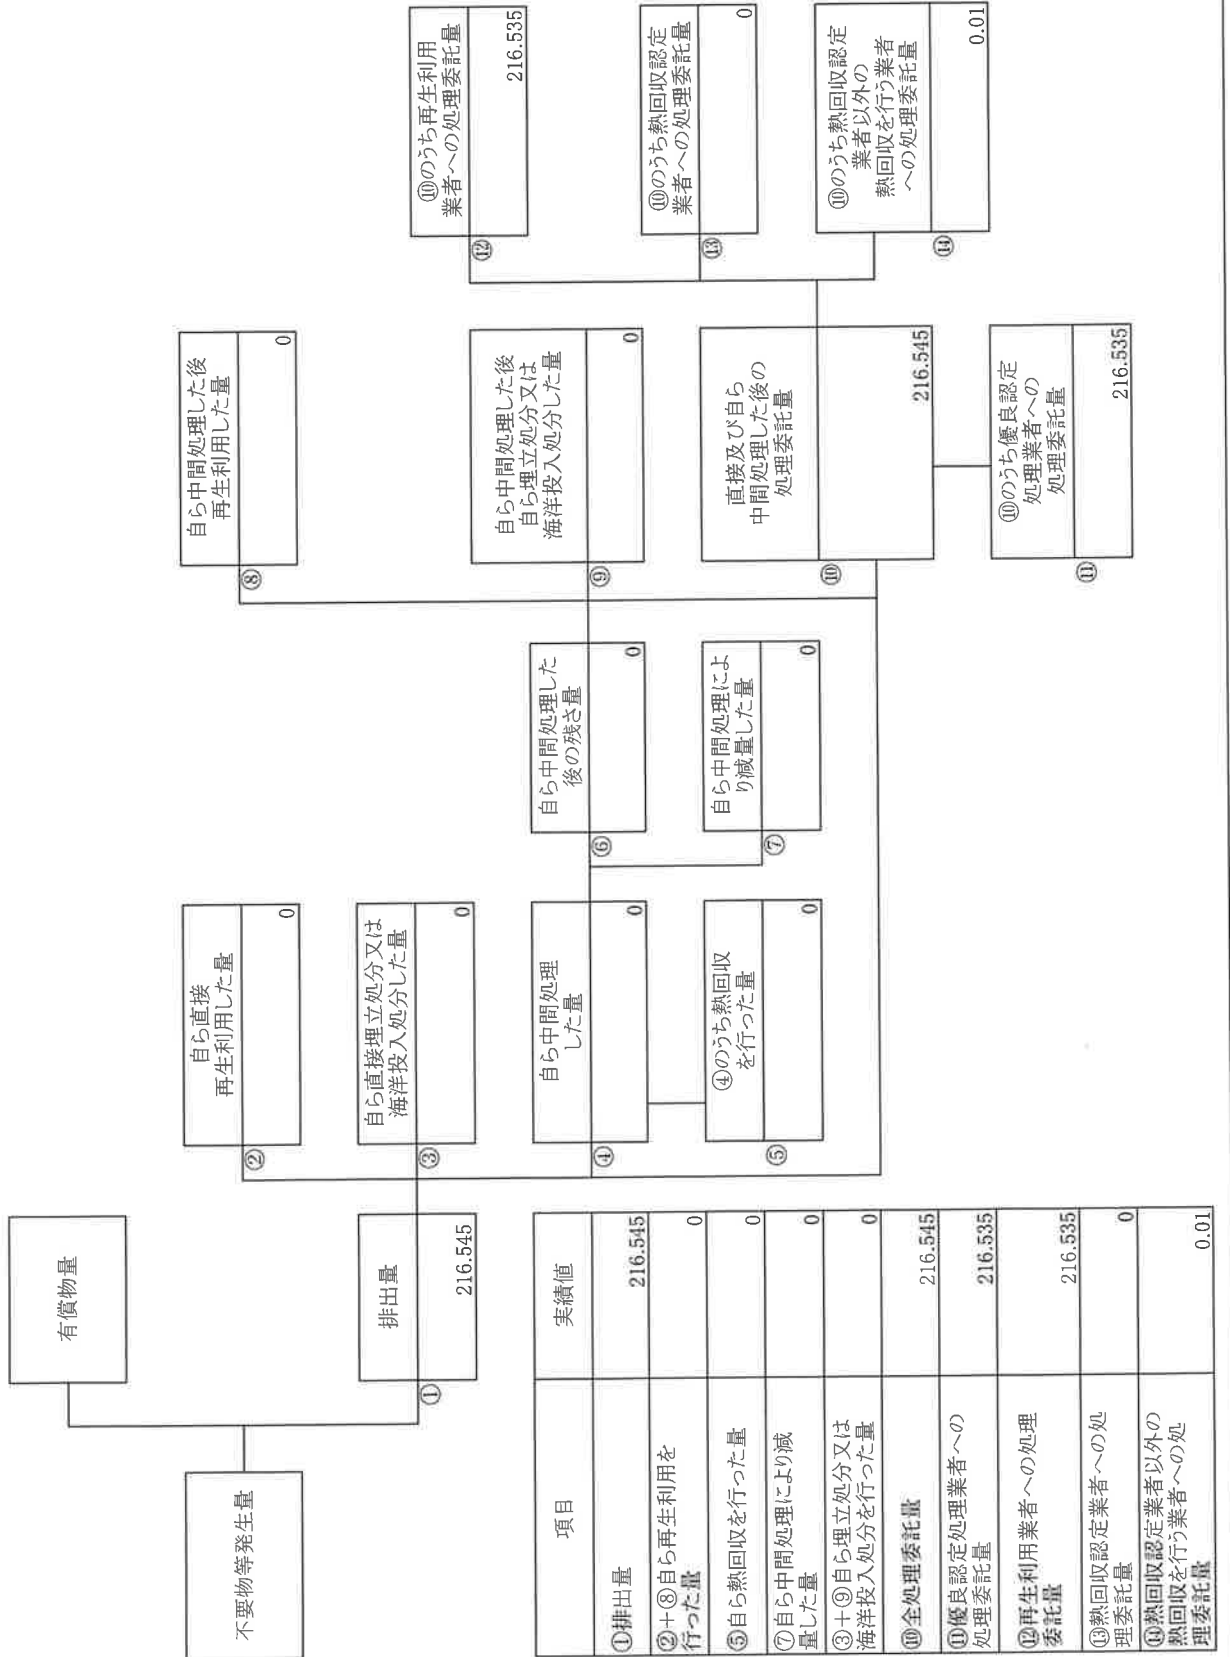 有償物量
不要物等発生量
①
排出量
216.545
②
自ら直接
再生利用した量
0
③
自ら直接埋立処分又は
海洋投入処分した量
0
④
自ら中間処理
した量
0
⑤
④のうち熱回収
を行った量
0
⑥
自ら中間処理した
後の残さ量
0
⑦
自ら中間処理によ
り減量した量
0
⑧
自ら中間処理した後
再生利用した量
0
⑨
自ら中間処理した後
自ら埋立処分又は
海洋投入処分した量
0
⑩
直接及び自ら
中間処理した後の
処理委託量
216.545
⑪
⑩のうち優良認定
処理業者への
処理委託量
216.535
⑫
⑩のうち再生利用
業者への処理委託量
216.535
⑬
⑩のうち熱回収認定
業者への処理委託量
0
⑭
⑩のうち熱回収認定
業者以外の
熱回収を行う業者
への処理委託量
0.01
項目 実績値
①排出量 216.545
②+⑧自ら再生利用を
行った量 0
⑤自ら熱回収を行った量 0
⑦自ら中間処理により減
量した量 0
③+⑨自ら埋立処分又は
海洋投入処分を行った量 0
⑩全処理委託量 216.545
⑪優良認定処理業者への
処理委託量 216.535
⑫再生利用業者への処理
委託量 216.535
⑬熱回収認定業者への処
理委託量 0
⑭熱回収認定業者以外の
熱回収を行う業者への処
理委託量 0.01